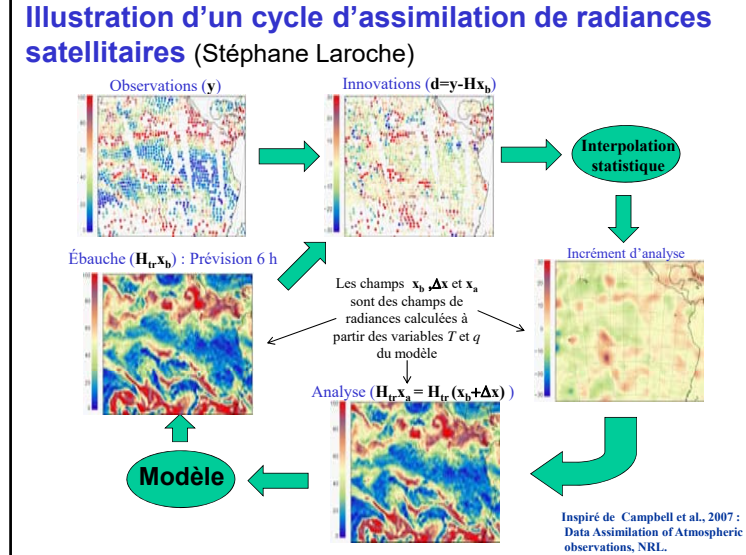 Illustration d'un cycle d'assimilation de radiances
satellitaires (Stéphane Laroche)
Observations (y)
Innovations (d=y-Hxb)
Interpolation
statistique
Ébauche (Htrxb) : Prévision 6 h
Incrément d'analyse
Les champs xb ,Δx et xa
sont des champs de
radiances calculées à
partir des variables T et q
du modèle
Analyse (Htrxa = Htr (xb+Δx) )
Modèle
Inspiré de Campbell et al., 2007 :
Data Assimilation of Atmospheric
observations, NRL.